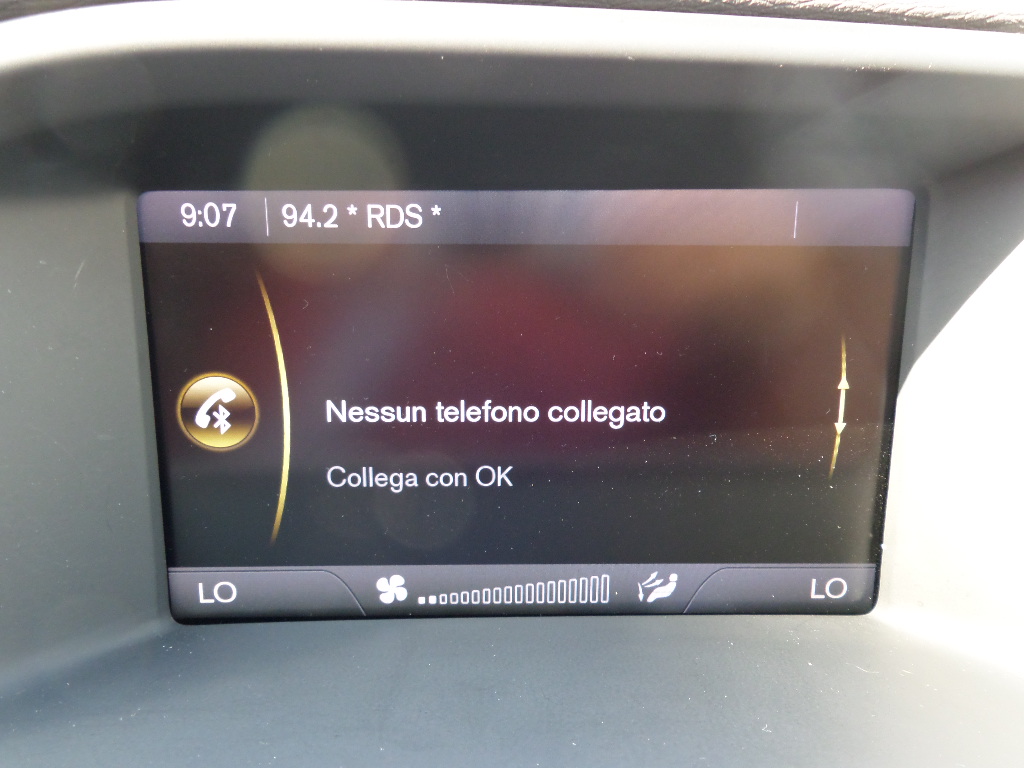 9:07 94.2 * RDS *
Nessun telefono collegato
Collega con OK
LO LO